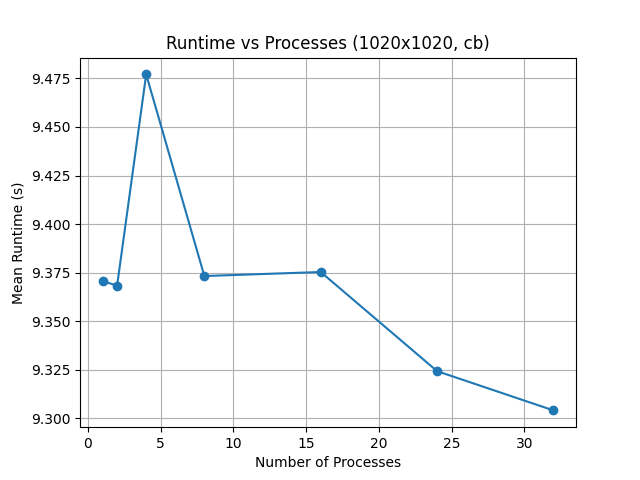 Runtime vs Processes (1020x1020, cb)
9.475
9.450
9.425
9.400
9.375
9.350
9.325
9.300
Mean Runtime (s)
0 5 10 15 20 25 30
Number of Processes